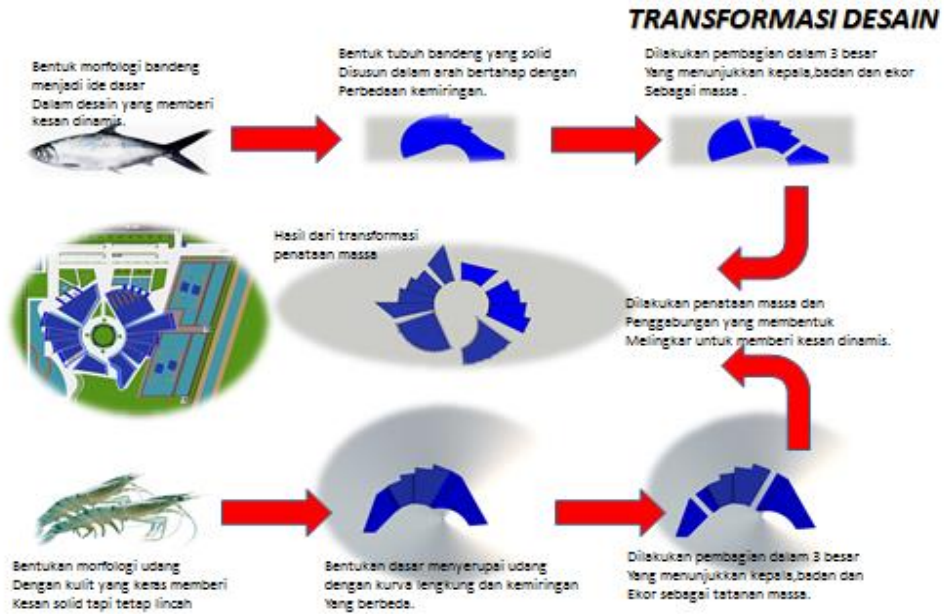 TRANSFORMASI DESAIN
Bentuk morfologi bandeng
menjadi ide dasar
Dalam desain yang memberi
kesan dinamis.
Bentuk tubuh bandeng yang solid
Disusun dalam arah bertahap dengan
Perbedaan kemiringan.
Dilakukan pembagian dalam 3 besar
Yang menunjukkan kepala,badan dan ekor
Sebagai massa .
Hasil dari transformasi
penataan massa
Dilakukan penataan massa dan
Penggabungan yang membentuk
Melingkar untuk memberi kesan dinamis.
Bentukan morfologi udang
Dengan kulit yang keras memberi
Kesan solid tapi tetap lincah
Bentukan dasar menyerupai udang
dengan kurva lengkung dan kemiringan
Yang berbeda.
Dilakukan pembagian dalam 3 besar
Yang menunjukkan kepala,badan dan
Ekor sebagai tatanan massa.